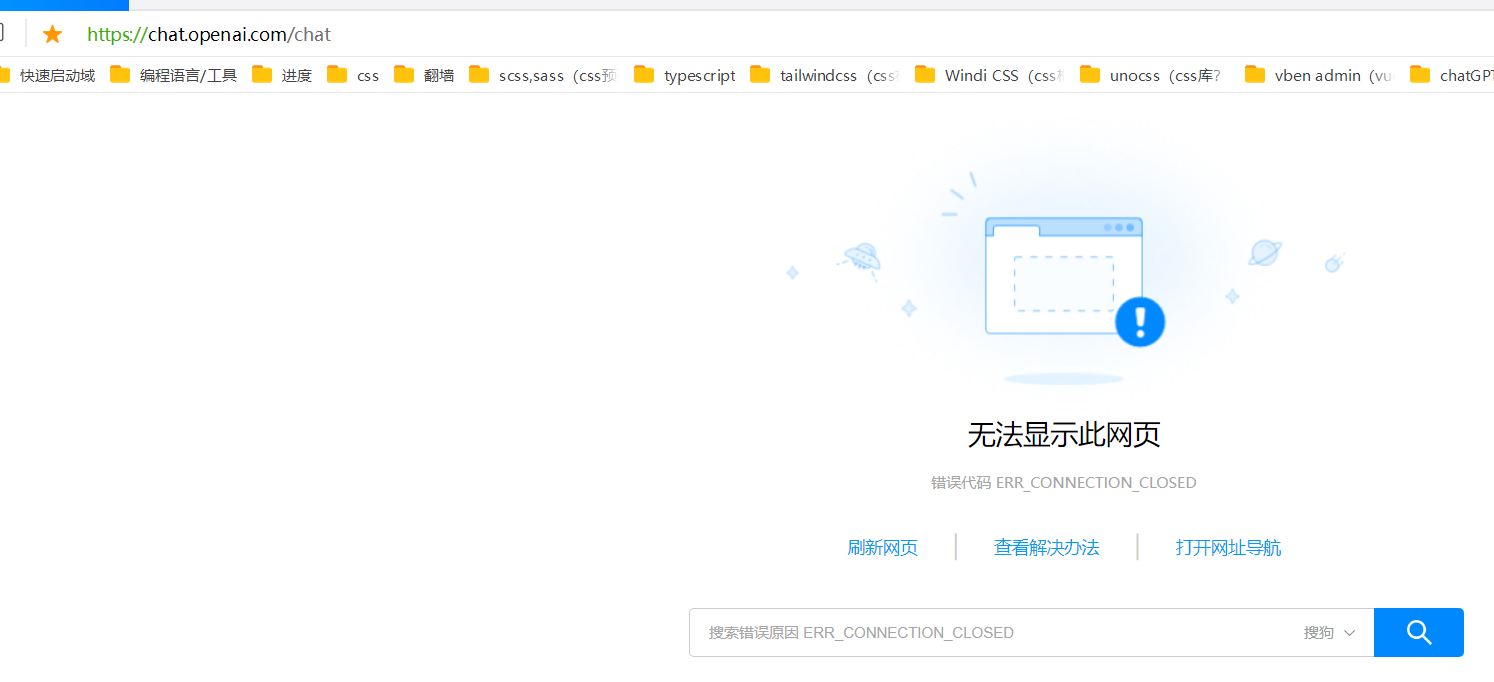 https://chat.openai.com/chat
快速启动域 编程语言/工具 进度 css 翻墙 scss,sass（css预 typescript tailwindcss（css Windi CSS（css unocss（css库? vben admin（vu chatGPT
无法显示此网页
错误代码 ERR_CONNECTION_CLOSED
刷新网页 查看解决办法 打开网址导航
搜索错误原因 ERR_CONNECTION_CLOSED 搜狗